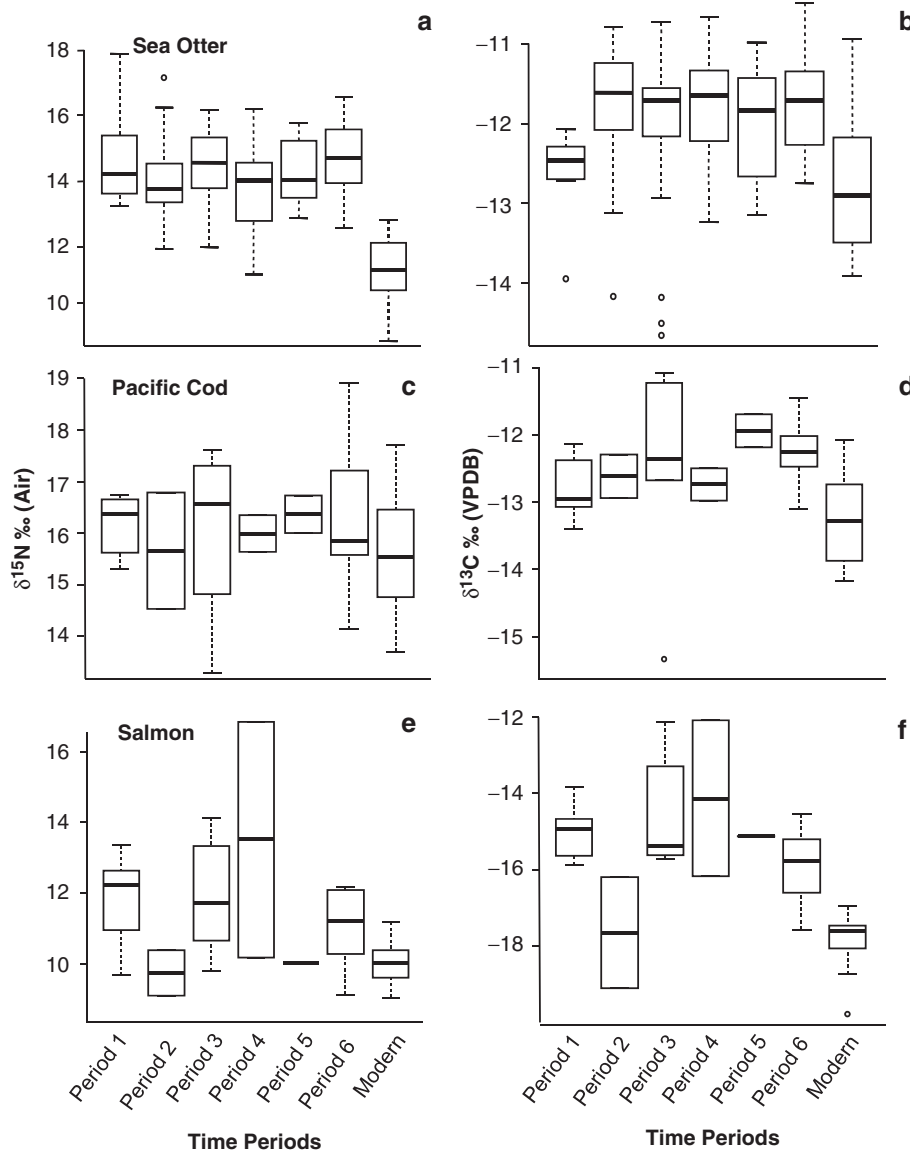 a
Sea Otter
18
16
14
12
10
b
−11
−12
−13
−14
c
Pacific Cod
19
18
17
16
15
14
δ15N ‰ (Air)
d
−11
−12
−13
−14
−15
δ13C ‰ (VPDB)
e
Salmon
16
14
12
10
Period 1
Period 2
Period 3
Period 4
Period 5
Period 6
Modern
Time Periods
f
−12
−14
−16
−18
Period 1
Period 2
Period 3
Period 4
Period 5
Period 6
Modern
Time Periods